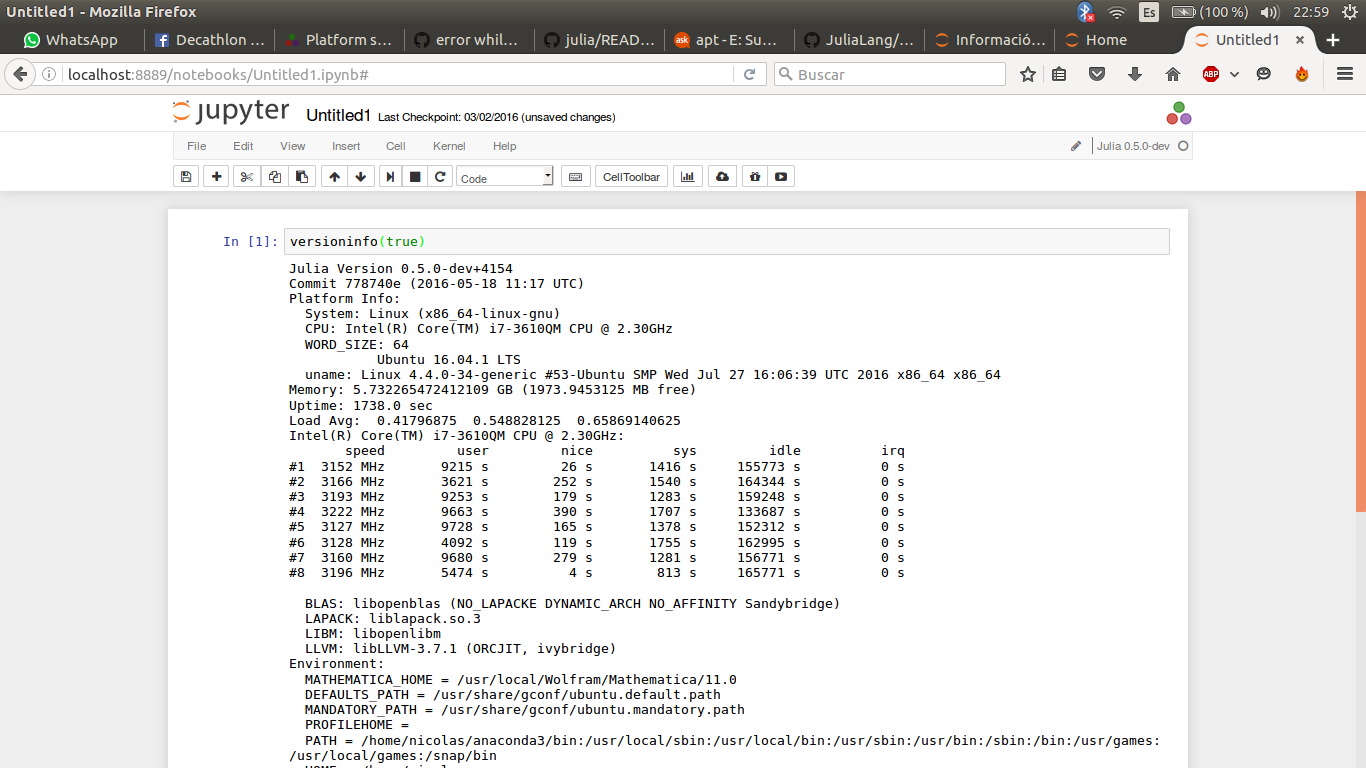 Untitled1 - Mozilla Firefox
Es (100 %) 22:59
WhatsApp Decathlon ... Platform s... error whil... julia/READ... apt - E: Su... JuliaLang/... Informació... Home Untitled1
localhost:8889/notebooks/Untitled1.ipynb# Buscar ABP
jupyter Untitled1 Last Checkpoint: 03/02/2016 (unsaved changes)
File Edit View Insert Cell Kernel Help Julia 0.5.0-dev
Code CellToolbar
In [1]: versioninfo(true)
Julia Version 0.5.0-dev+4154
Commit 778740e (2016-05-18 11:17 UTC)
Platform Info:
System: Linux (x86_64-linux-gnu)
CPU: Intel(R) Core(TM) i7-3610QM CPU @ 2.30GHz
WORD_SIZE: 64
Ubuntu 16.04.1 LTS
uname: Linux 4.4.0-34-generic #53-Ubuntu SMP Wed Jul 27 16:06:39 UTC 2016 x86_64 x86_64
Memory: 5.732265472412109 GB (1973.9453125 MB free)
Uptime: 1738.0 sec
Load Avg: 0.41796875 0.548828125 0.65869140625
Intel(R) Core(TM) i7-3610QM CPU @ 2.30GHz:
speed user nice sys idle irq
#1 3152 MHz 9215 s 26 s 1416 s 155773 s 0 s
#2 3166 MHz 3621 s 252 s 1540 s 164344 s 0 s
#3 3193 MHz 9253 s 179 s 1283 s 159248 s 0 s
#4 3222 MHz 9663 s 390 s 1707 s 133687 s 0 s
#5 3127 MHz 9728 s 165 s 1378 s 152312 s 0 s
#6 3128 MHz 4092 s 119 s 1755 s 162995 s 0 s
#7 3160 MHz 9680 s 279 s 1281 s 156771 s 0 s
#8 3196 MHz 5474 s 4 s 813 s 165771 s 0 s
BLAS: libopenblas (NO_LAPACKE DYNAMIC_ARCH NO_AFFINITY Sandybridge)
LAPACK: liblapack.so.3
LIBM: libopenlibm
LLVM: libLLVM-3.7.1 (ORCJIT, ivybridge)
Environment:
MATHEMATICA_HOME = /usr/local/Wolfram/Mathematica/11.0
DEFAULTS_PATH = /usr/share/gconf/ubuntu.default.path
MANDATORY_PATH = /usr/share/gconf/ubuntu.mandatory.path
PROFILEHOME =
PATH = /home/nicolas/anaconda3/bin:/usr/local/sbin:/usr/local/bin:/usr/sbin:/usr/bin:/sbin:/bin:/usr/games:
/usr/local/games:/snap/bin